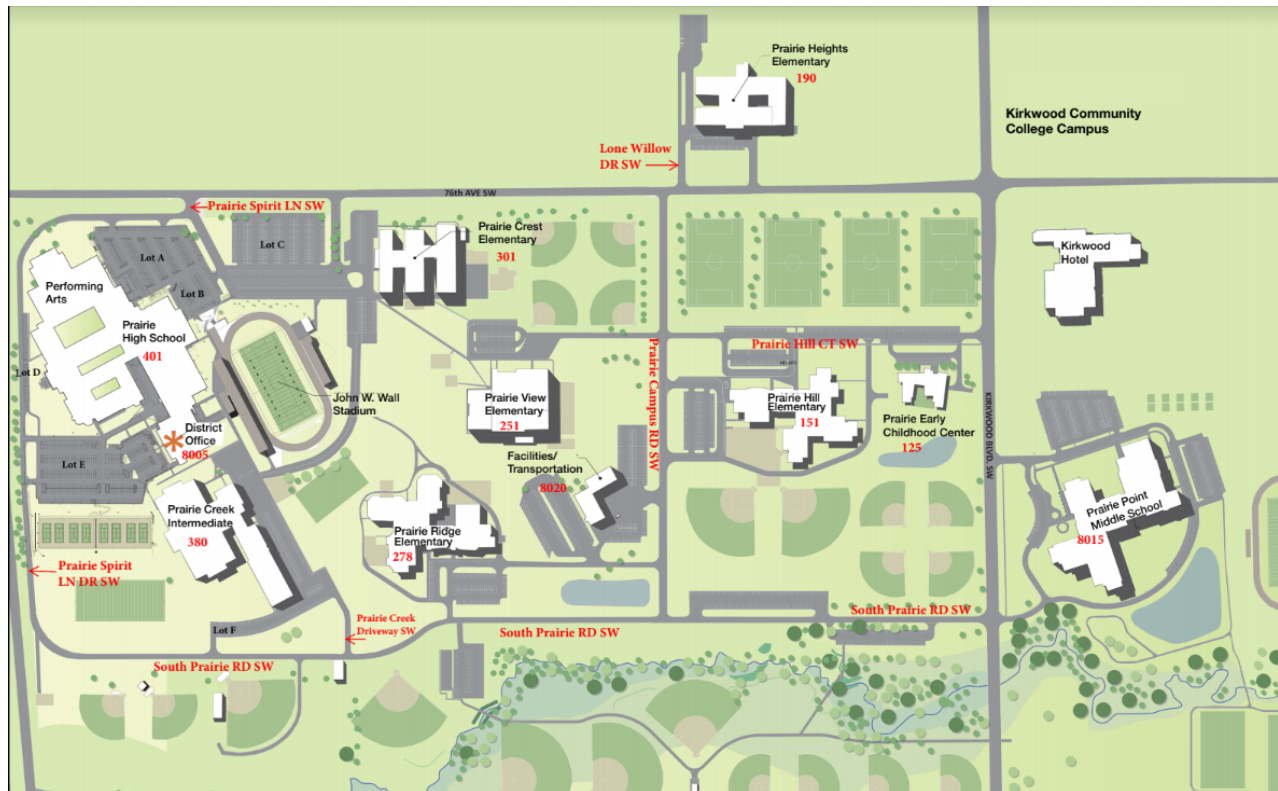 Prairie Heights
Elementary
190
Kirkwood Community
College Campus
Lone Willow
DR SW
76th AVE SW
Prairie Spirit LN SW
Lot C
Prairie Crest
Elementary
301
Kirkwood
Hotel
Lot A
Lot B
Performing
Arts
Prairie
High School
401
Lot D
John W. Wall
Stadium
District
Office
8005
Lot E
Prairie View
Elementary
251
Facilities/
Transportation
8020
Prairie Campus RD SW
Prairie Hill CT SW
Prairie Hill
Elementary
151
Prairie Early
Childhood Center
125
KIRKWOOD BLVD. SW
Prairie Creek
Intermediate
380
Prairie Ridge
Elementary
278
Prairie Point
Middle School
8015
Prairie Spirit
LN DR SW
Lot F
Prairie Creek
Driveway SW
South Prairie RD SW
South Prairie RD SW
South Prairie RD SW